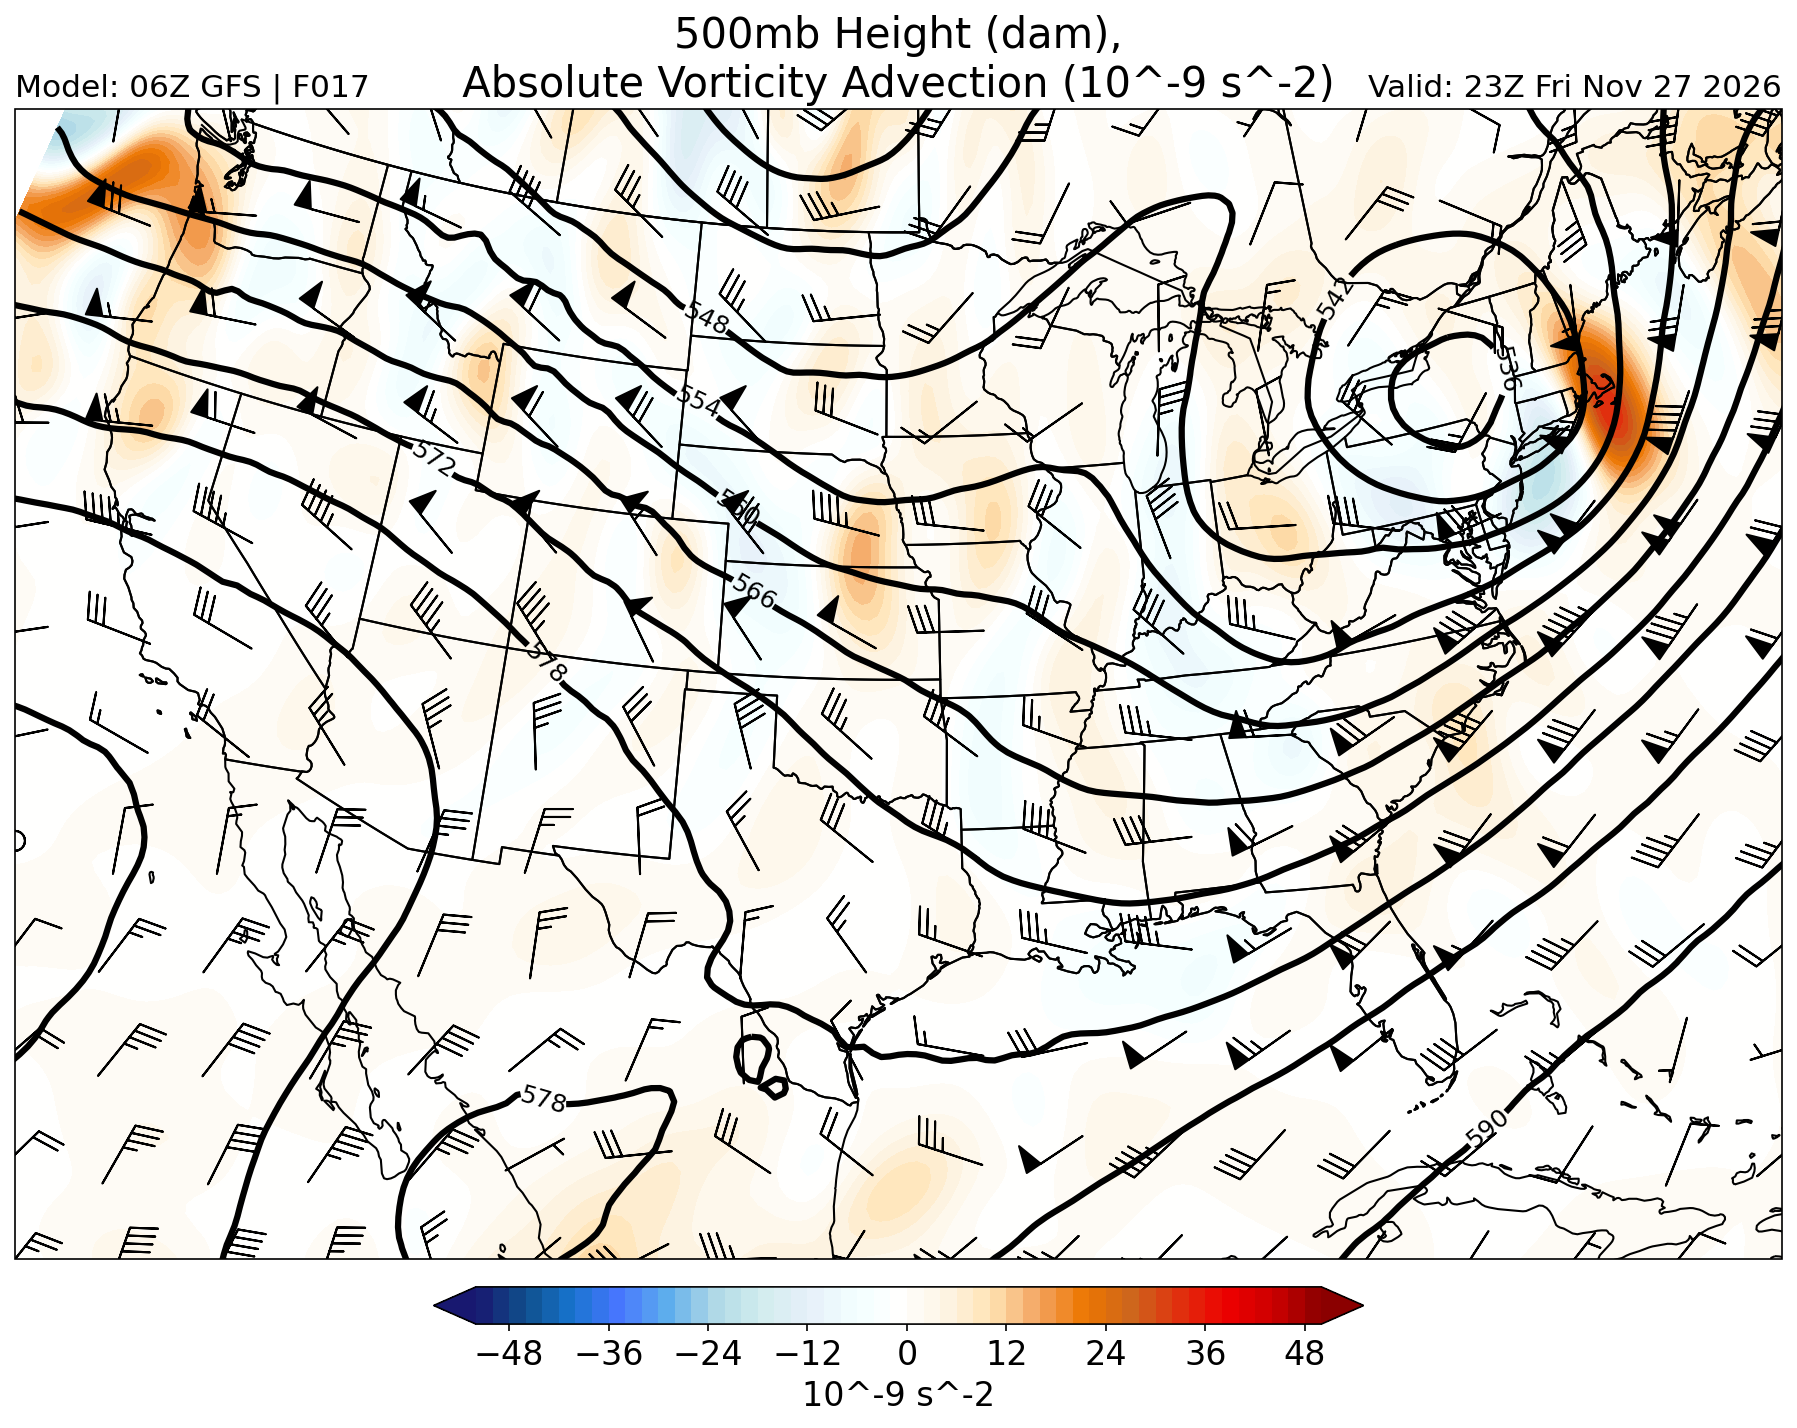 500mb Height (dam),
Model: 06Z GFS | F017
Absolute Vorticity Advection (10^-9 s^-2)
Valid: 23Z Fri Nov 27 2026
548
542
536
554
572
560
566
578
578
590
−48 −36 −24 −12 0 12 24 36 48
10^-9 s^-2